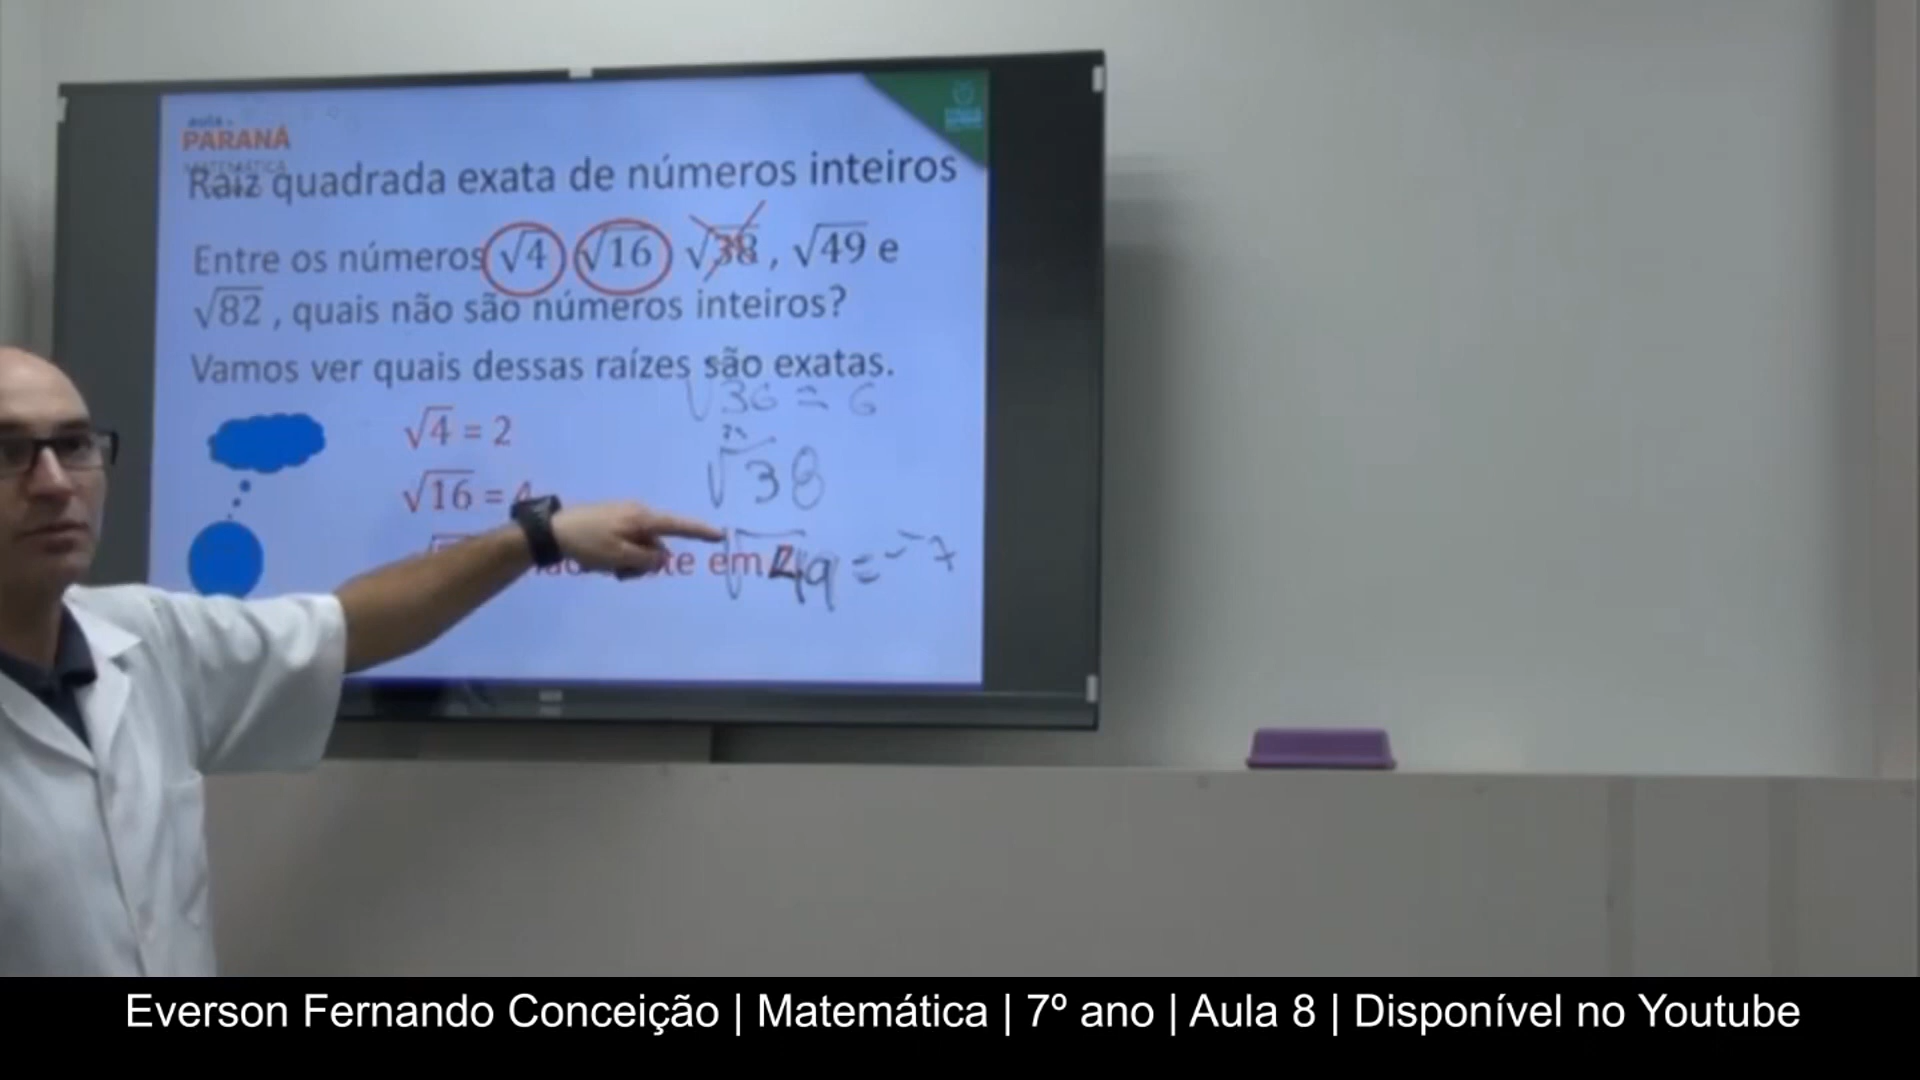 aula
PARANÁ
MATEMÁTICA
Raiz quadrada exata de números inteiros
Entre os números √4 √16 √38 , √49 e
√82 , quais não são números inteiros?
Vamos ver quais dessas raízes são exatas.
√36 = 6
√4 = 2
√38
√16 = 4
em Z
√49 = 7
Everson Fernando Conceição | Matemática | 7º ano | Aula 8 | Disponível no Youtube